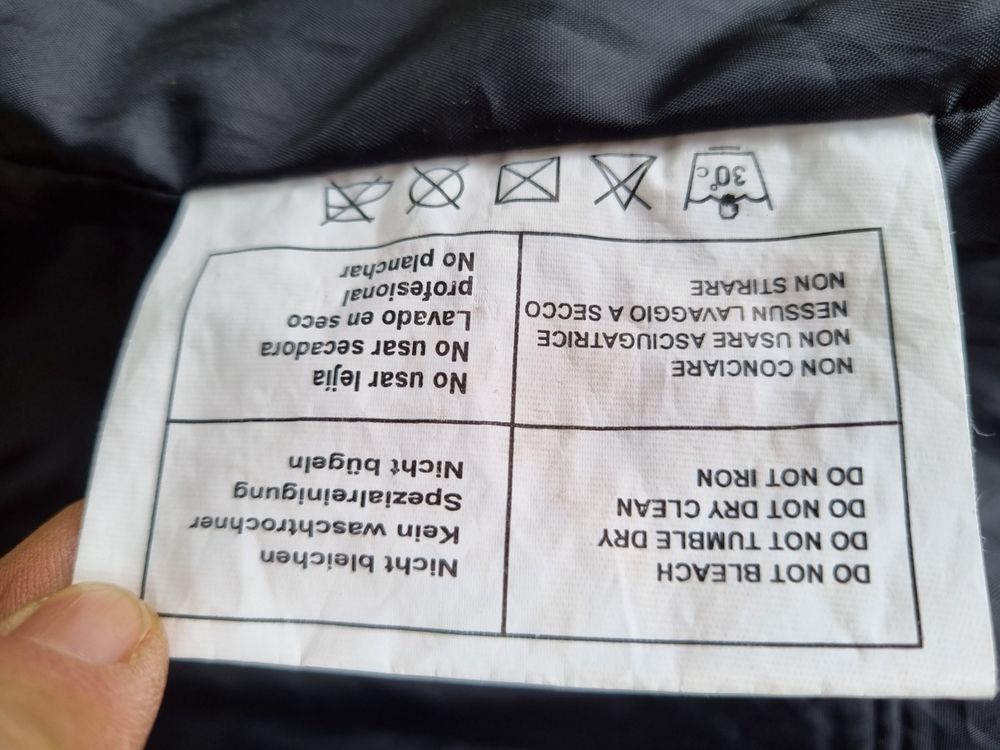 DO NOT BLEACH
DO NOT TUMBLE DRY
DO NOT DRY CLEAN
DO NOT IRON
Nicht bleichen
Kein waschtrochner
Spezialreinigung
Nicht bügeln
NON CONCIARE
NON USARE ASCIUGATRICE
NESSUN LAVAGGIO A SECCO
NON STIRARE
No usar lejia
No usar secadora
Lavado en seco
profesional
No planchar
30°c